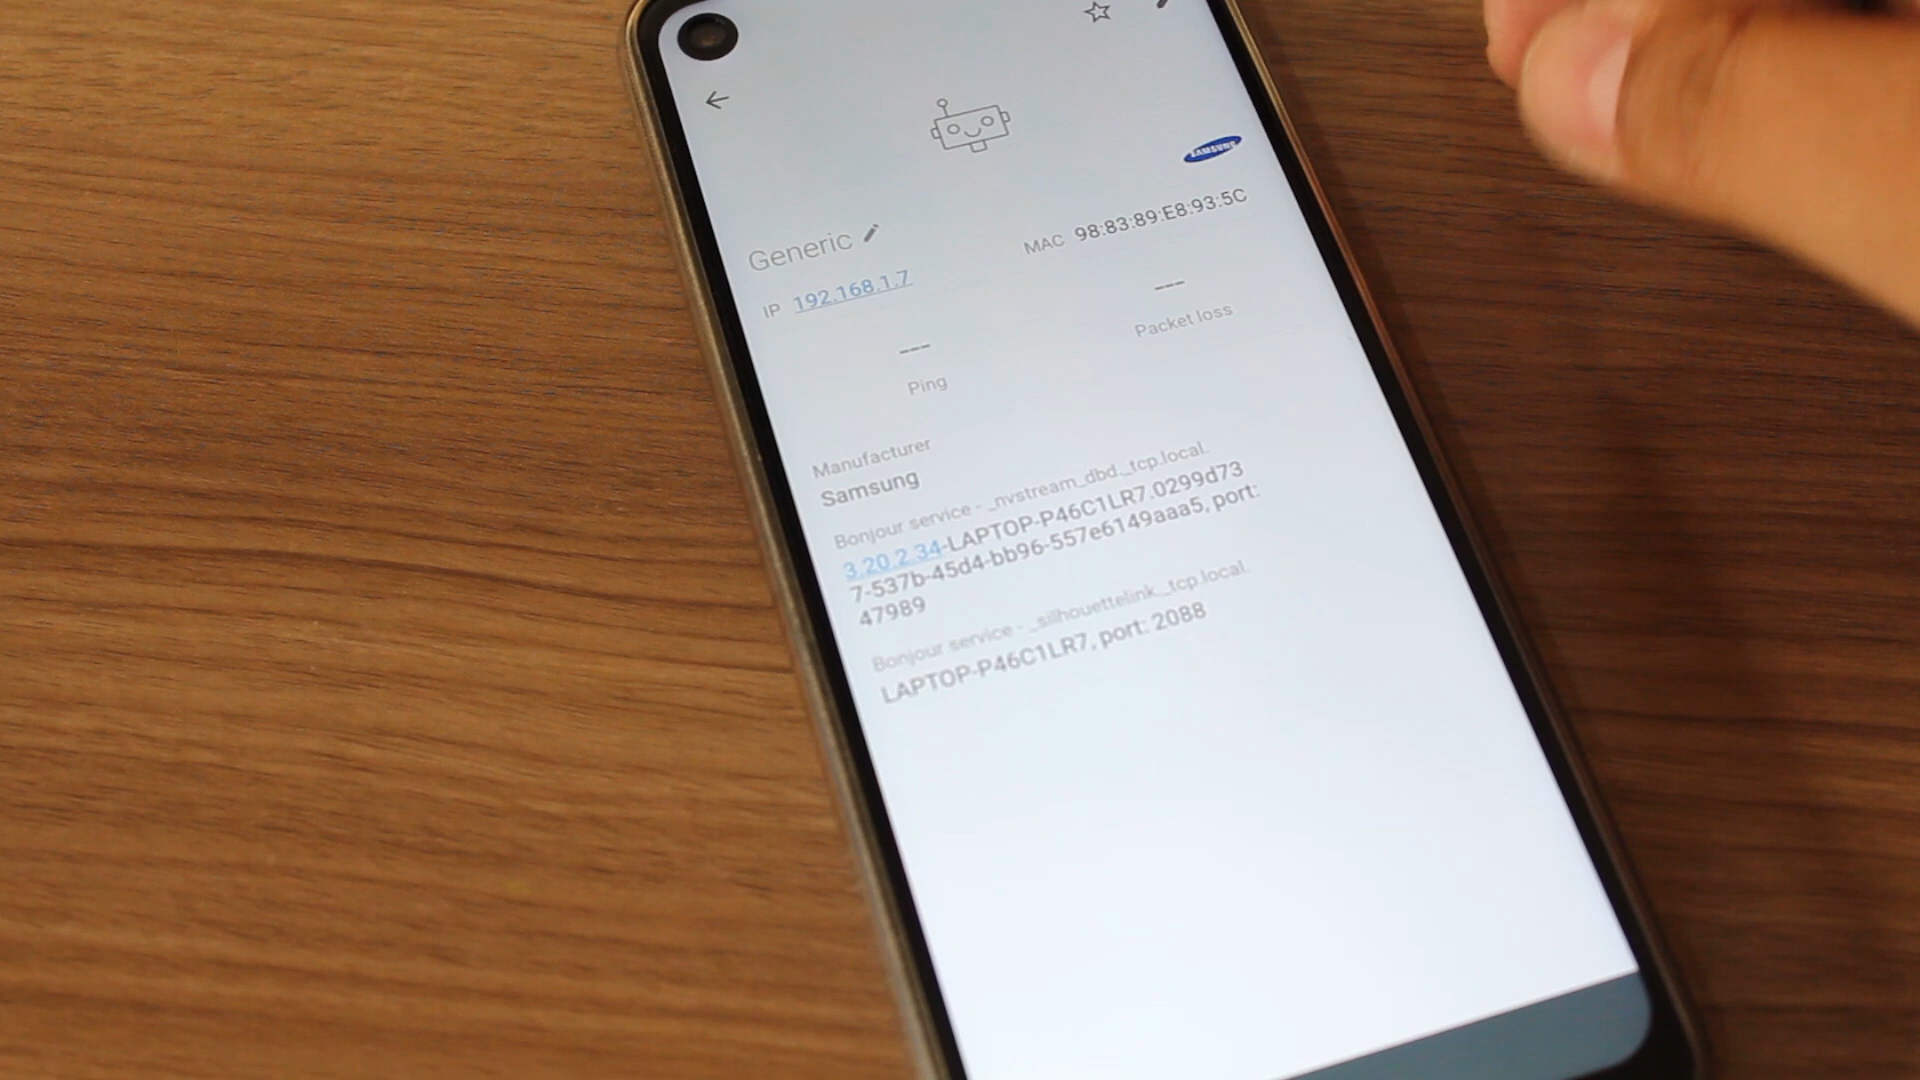 SAMSUNG
Generic
IP 192.168.1.7
MAC 98:83:89:E8:93:5C
---
Ping
---
Packet loss
Manufacturer
Samsung
Bonjour service - _nvstream_dbd._tcp.local.
3.20.2.34-LAPTOP-P46C1LR7.0299d73
7-537b-45d4-bb96-557e6149aaa5, port:
47989
Bonjour service - _silhouettelink._tcp.local.
LAPTOP-P46C1LR7, port: 2088